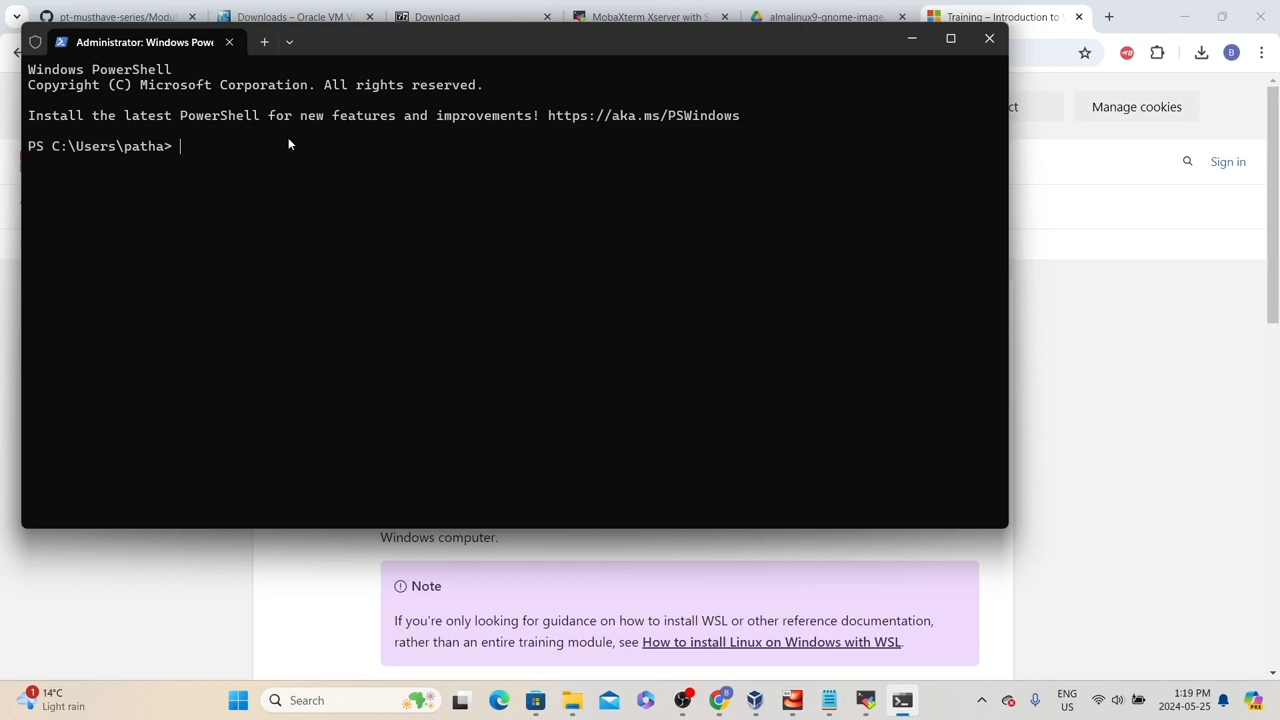 pt-musthave-series/Modul
Downloads – Oracle VM V
Download
MobaXterm Xserver with S
almalinux9-gnome-image.
Training – Introduction to
Administrator: Windows Powe
Windows PowerShell
Copyright (C) Microsoft Corporation. All rights reserved.
Install the latest PowerShell for new features and improvements! https://aka.ms/PSWindows
PS C:\Users\patha>
B
ct
Manage cookies
Sign in
Windows computer.
Note
If you're only looking for guidance on how to install WSL or other reference documentation,
rather than an entire training module, see How to install Linux on Windows with WSL.
1
14°C
Light rain
Search
B
ENG
US
1:19 PM
2024-05-25
PRE